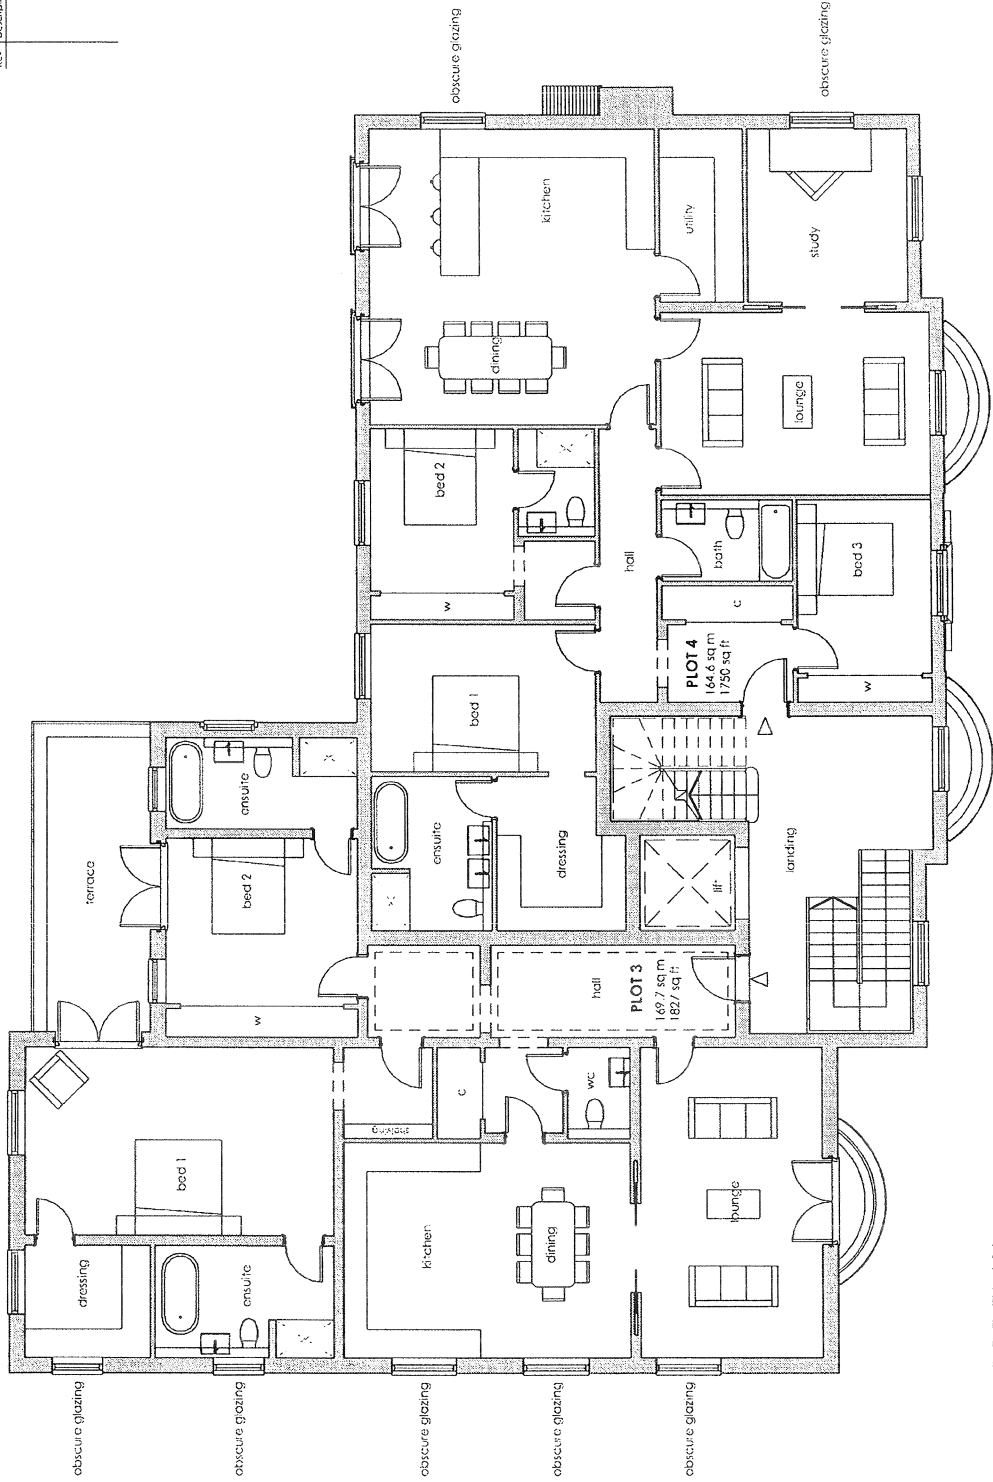 obscure glazing
obscure glazing
kitchen
utility
study
dining
lounge
bed 2
w
hall
bath
bed 3
c
w
PLOT 4
164.6 sq m
1750 sq ft
bed 1
ensuite
dressing
lift
landing
terrace
ensuite
bed 2
w
hall
PLOT 3
169.7 sq m
1827 sq ft
shelving
c
wc
bed 1
dressing
ensuite
kitchen
dining
lounge
obscure glazing
obscure glazing
obscure glazing
obscure glazing
obscure glazing